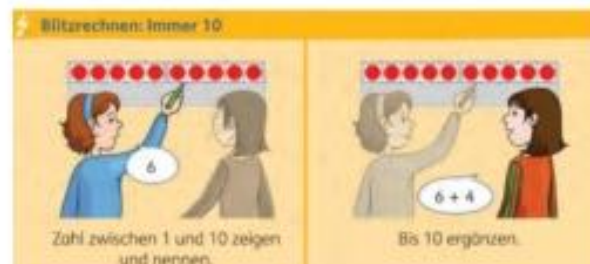 Blitzrechnen: Immer 10
6
6 + 4
Zahl zwischen 1 und 10 zeigen
und nennen.
Bis 10 ergänzen.